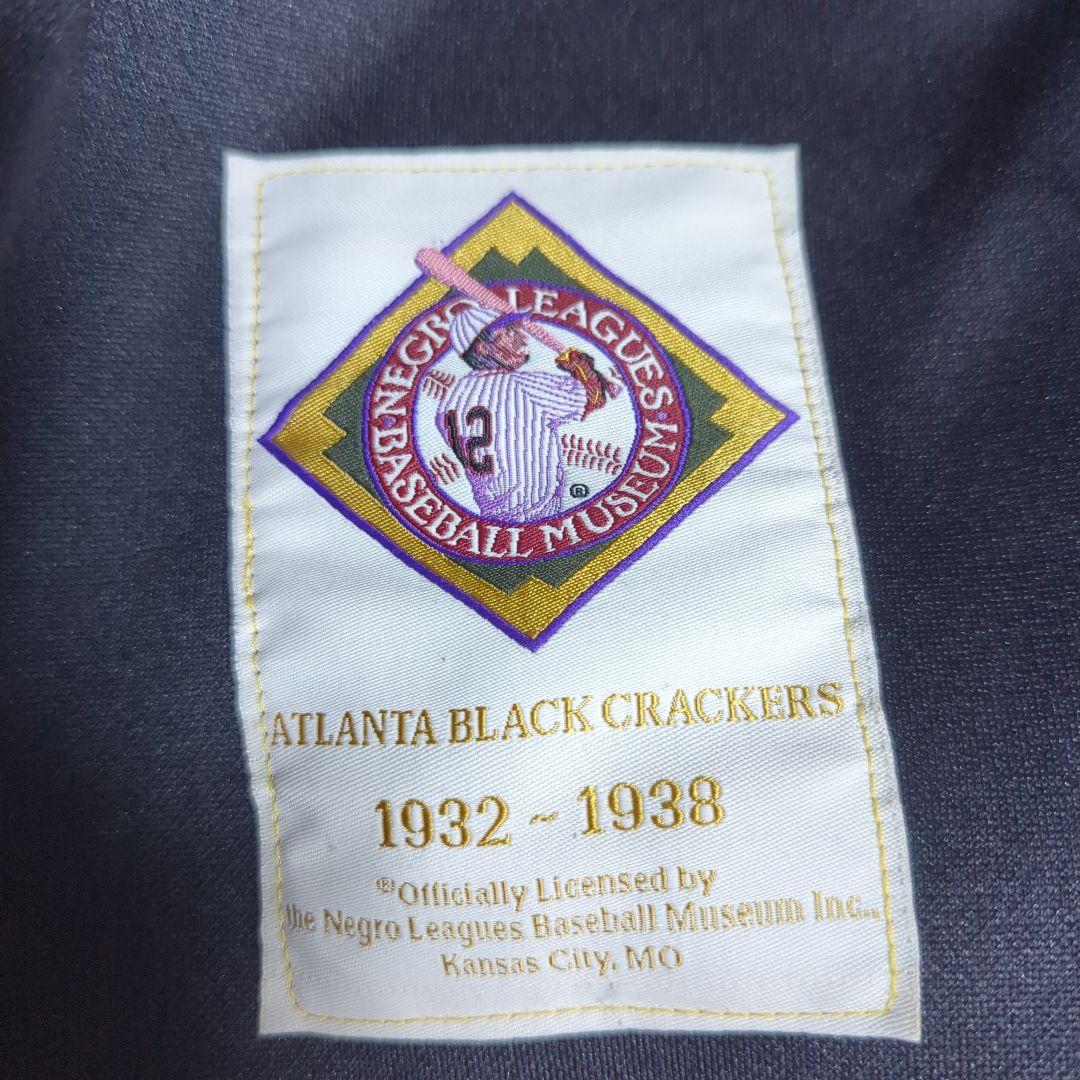 NEGRO LEAGUES
BASEBALL MUSEUM
12
®
ATLANTA BLACK CRACKERS
1932 ~ 1938
®Officially Licensed by
the Negro Leagues Baseball Museum Inc.,
Kansas City, MO